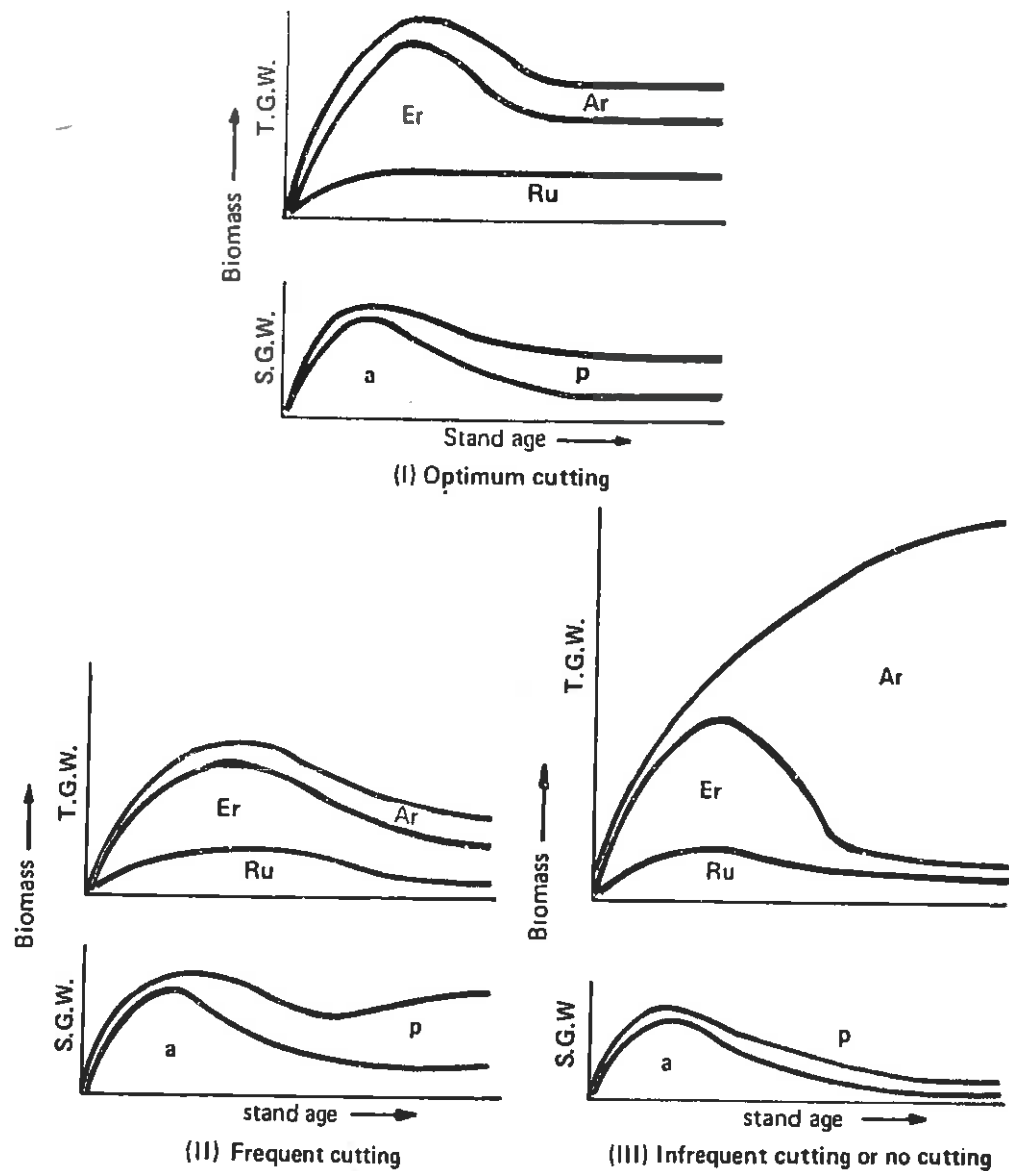 T.G.W.
Ar
Er
Ru
Biomass
S.G.W.
a
p
Stand age
(I) Optimum cutting
T.G.W.
Er
Ar
Ru
Biomass
S.G.W.
a
p
stand age
(II) Frequent cutting
T.G.W.
Ar
Er
Ru
Biomass
S.G.W
a
p
stand age
(III) Infrequent cutting or no cutting